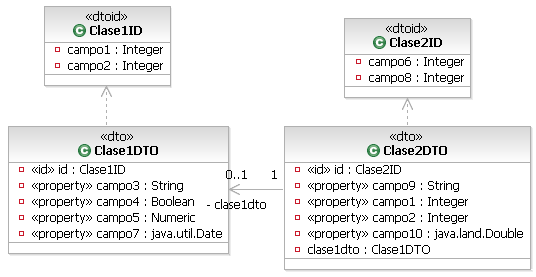 «dtoid»
Clase1ID
campo1 : Integer
campo2 : Integer
«dtoid»
Clase2ID
campo6 : Integer
campo8 : Integer
«dto»
Clase1DTO
«id» id : Clase1ID
«property» campo3 : String
«property» campo4 : Boolean
«property» campo5 : Numeric
«property» campo7 : java.util.Date
0..1
1
- clase1dto
«dto»
Clase2DTO
«id» id : Clase2ID
«property» campo9 : String
«property» campo1 : Integer
«property» campo2 : Integer
«property» campo10 : java.land.Double
clase1dto : Clase1DTO